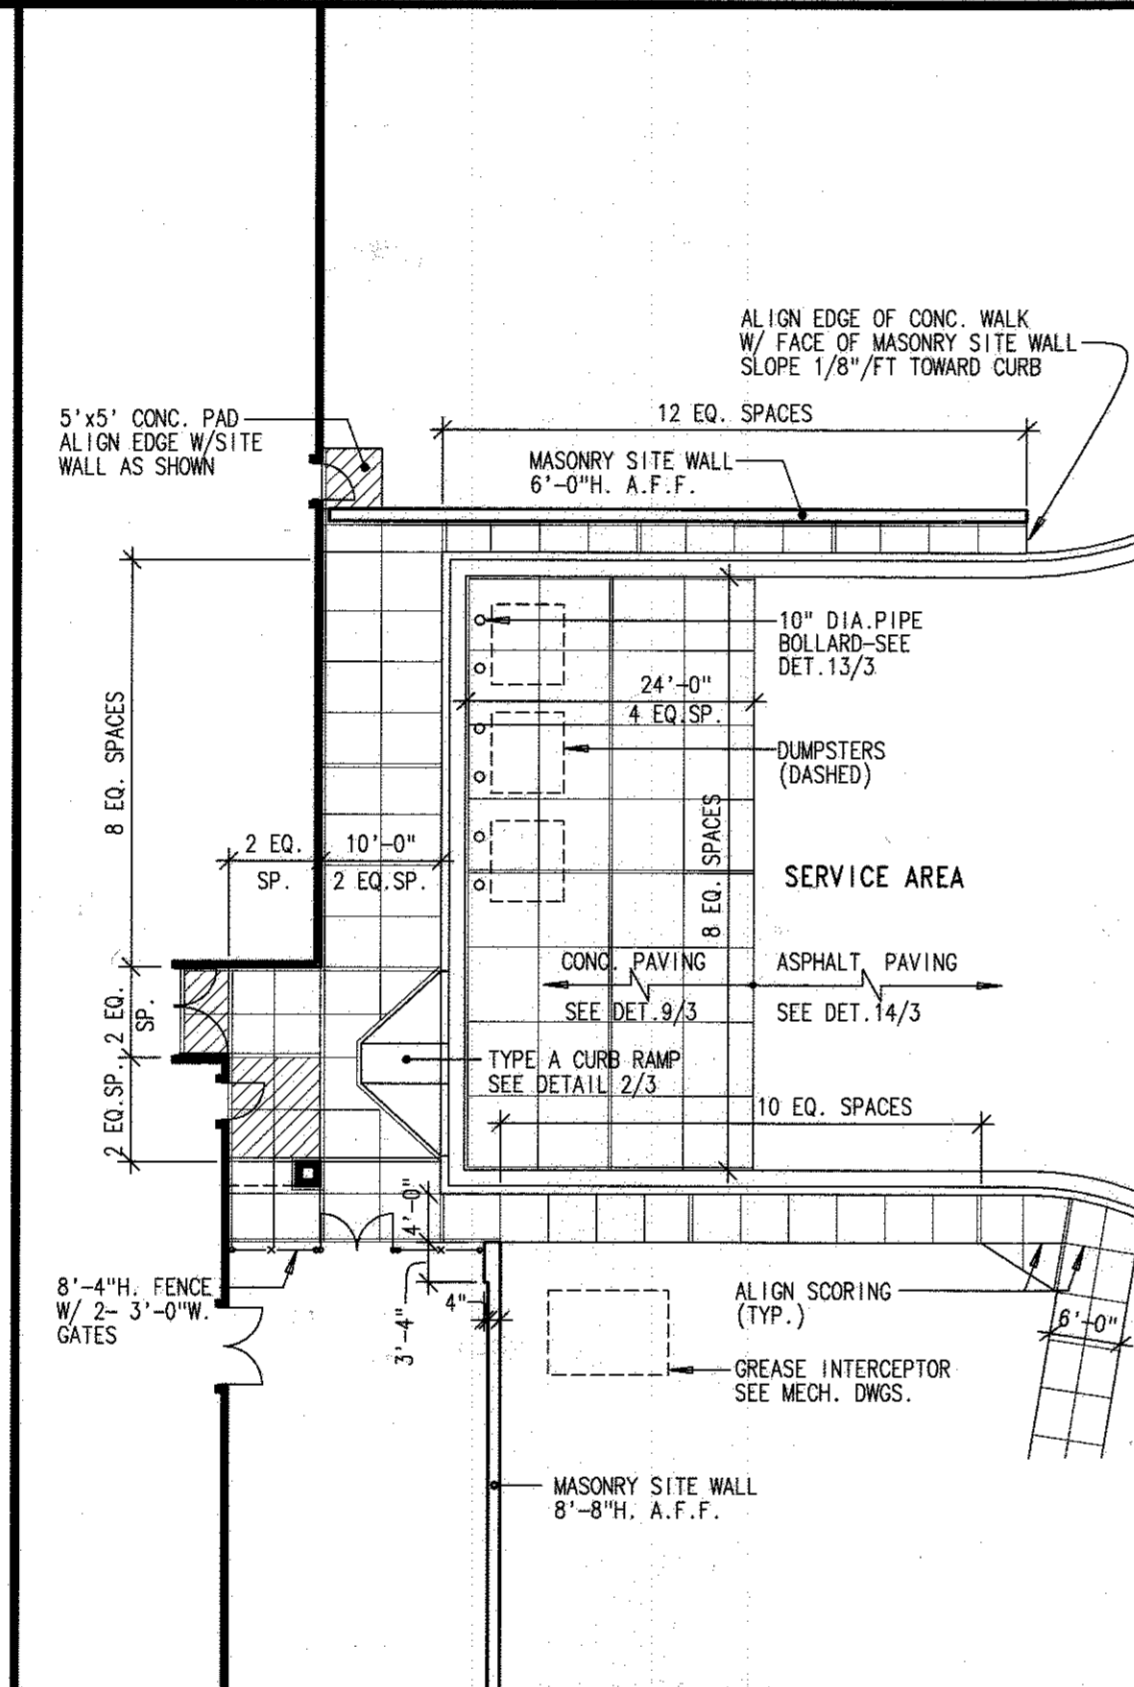 ALIGN EDGE OF CONC. WALK
W/ FACE OF MASONRY SITE WALL
SLOPE 1/8"/FT TOWARD CURB
5'x5' CONC. PAD
ALIGN EDGE W/SITE
WALL AS SHOWN
12 EQ. SPACES
MASONRY SITE WALL
6'-0"H. A.F.F.
10" DIA.PIPE
BOLLARD-SEE
DET.13/3
24'-0"
4 EQ.SP.
DUMPSTERS
(DASHED)
8 EQ. SPACES
8 EQ. SPACES
2 EQ.
SP.
10'-0"
2 EQ.SP.
SERVICE AREA
CONC. PAVING
SEE DET.9/3
ASPHALT PAVING
SEE DET.14/3
2 EQ.
SP.
2 EQ.SP.
TYPE A CURB RAMP
SEE DETAIL 2/3
10 EQ. SPACES
4'-0"
8'-4"H. FENCE
W/ 2- 3'-0"W.
GATES
3'-4"
4"
ALIGN SCORING
(TYP.)
6'-0"
GREASE INTERCEPTOR
SEE MECH. DWGS.
MASONRY SITE WALL
8'-8"H. A.F.F.